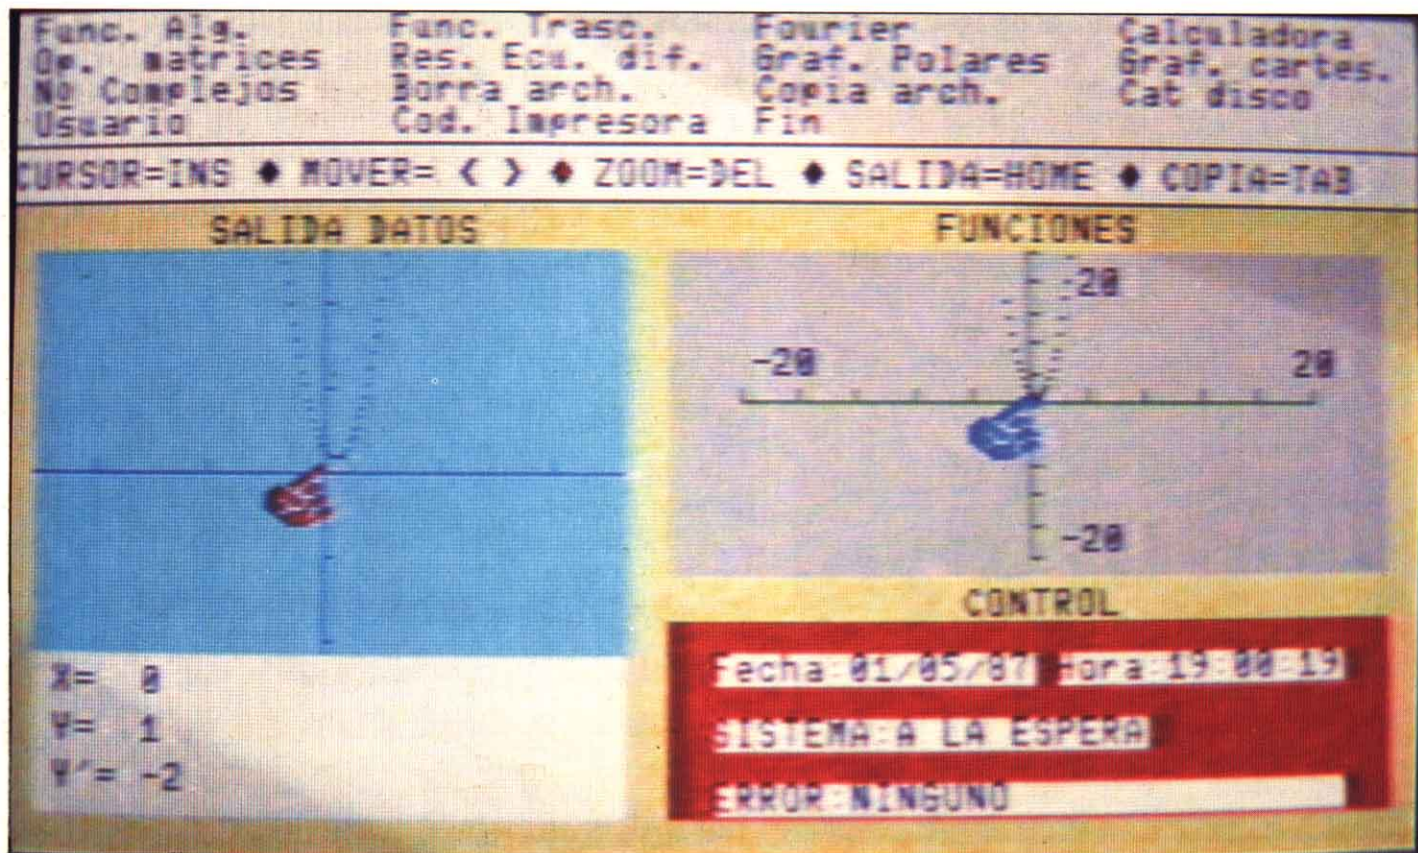 Func. Alg. Func. Trasc. Fourier Calculadora
Op. matrices Res. Ecu. dif. Graf. Polares Graf. cartes.
Nº Complejos Borra arch. Copia arch. Cat disco
Usuario Cod. Impresora Fin
CURSOR=INS ♦ MOVER= < > ♦ ZOOM=DEL ♦ SALIDA=HOME ♦ COPIA=TAB
SALIDA DATOS
FUNCIONES
20
-20 20
-20
X= 0
Y= 1
Y'= -2
CONTROL
Fecha:01/05/87 Hora:19:00:19
SISTEMA:A LA ESPERA
ERROR:NINGUNO